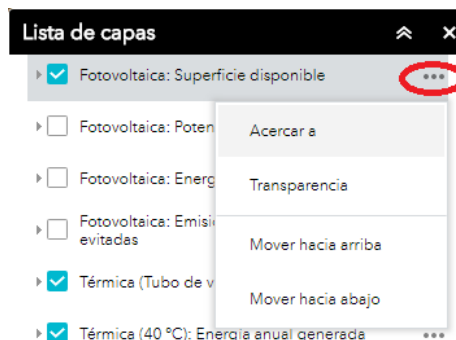 Lista de capas
Fotovoltaica: Superficie disponible
Fotovoltaica: Poten
Fotovoltaica: Energ
Fotovoltaica: Emisi
evitadas
Térmica (Tubo de v
Térmica (40 °C): Energía anual generada
Acercar a
Transparencia
Mover hacia arriba
Mover hacia abajo